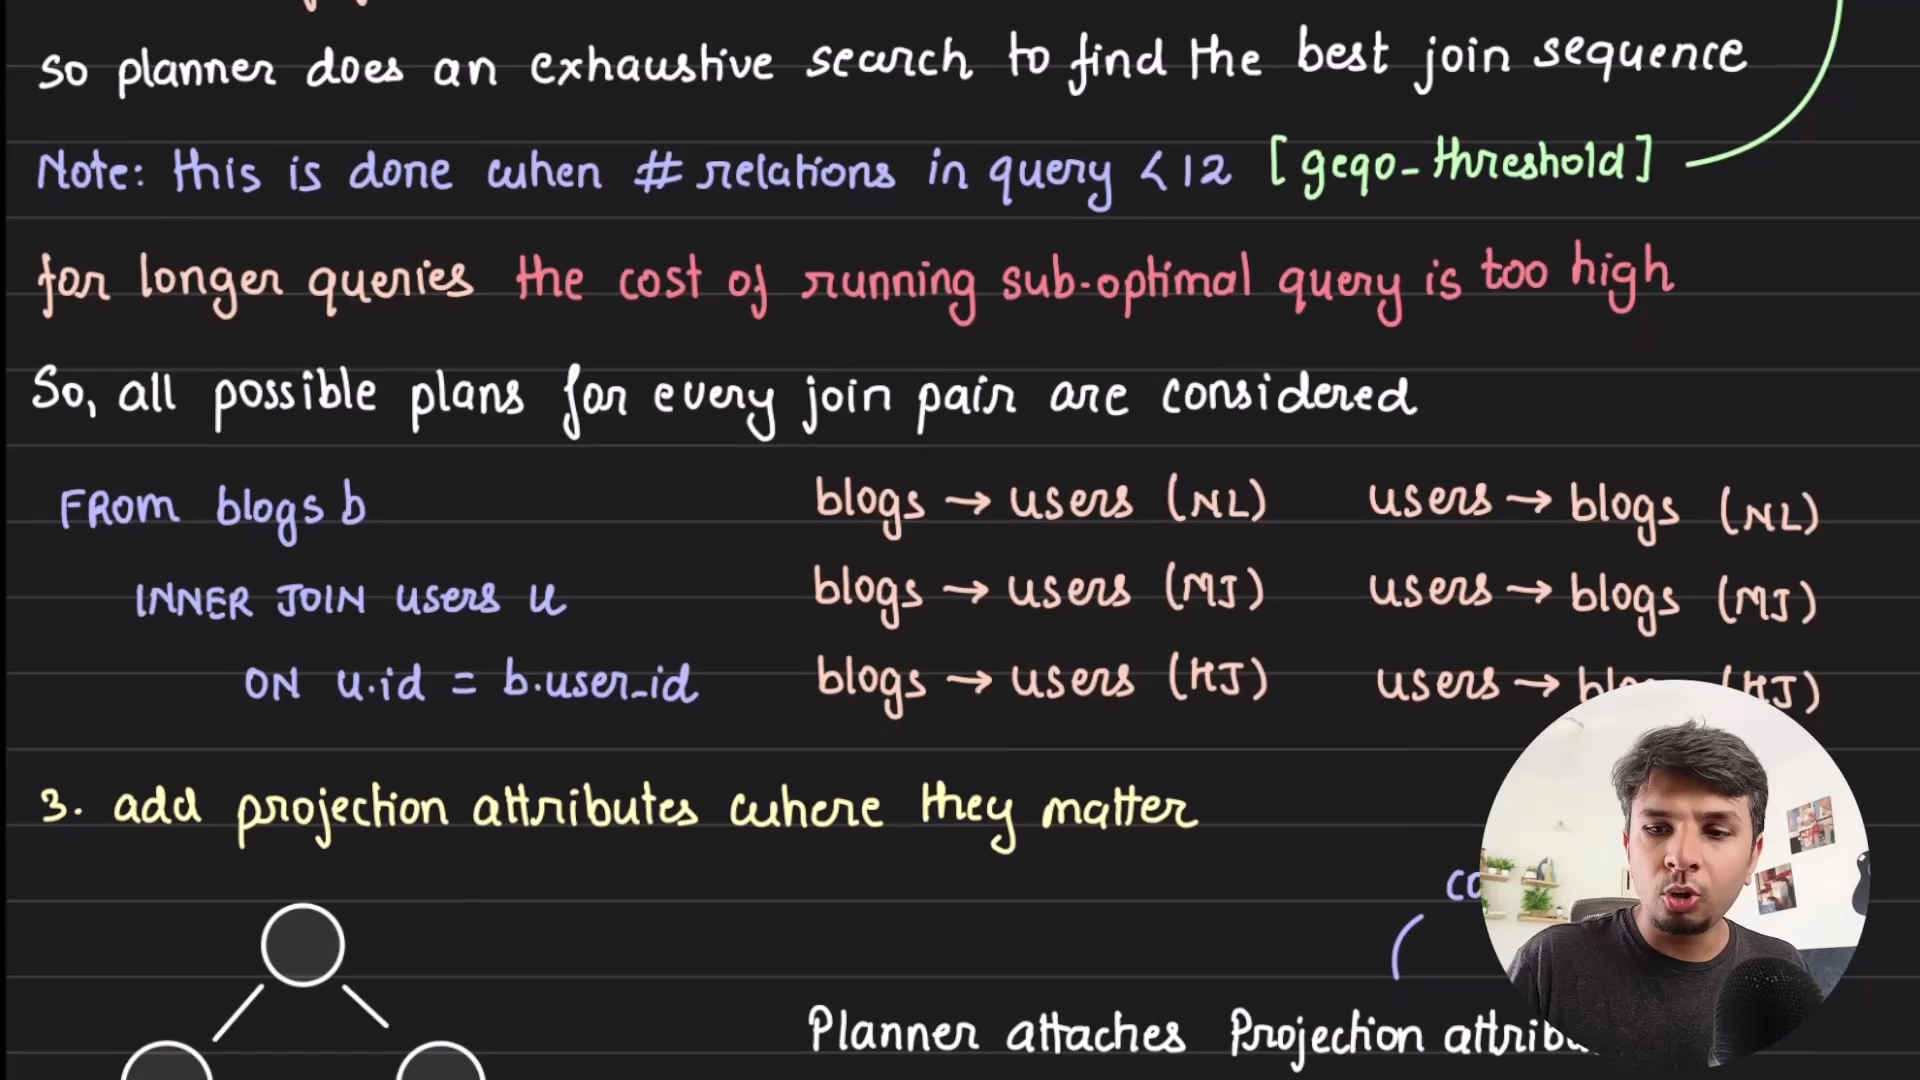 So planner does an exhaustive search to find the best join sequence
Note: this is done when # relations in query < 12 [geqo_threshold]
for longer queries the cost of running sub-optimal query is too high
So, all possible plans for every join pair are considered
FROM blogs b
INNER JOIN users u
ON u.id = b.user_id
blogs → users (NL) users → blogs (NL)
blogs → users (MJ) users → blogs (MJ)
blogs → users (HJ) users → (HJ)
3. add projection attributes where they matter
Planner attaches Projection